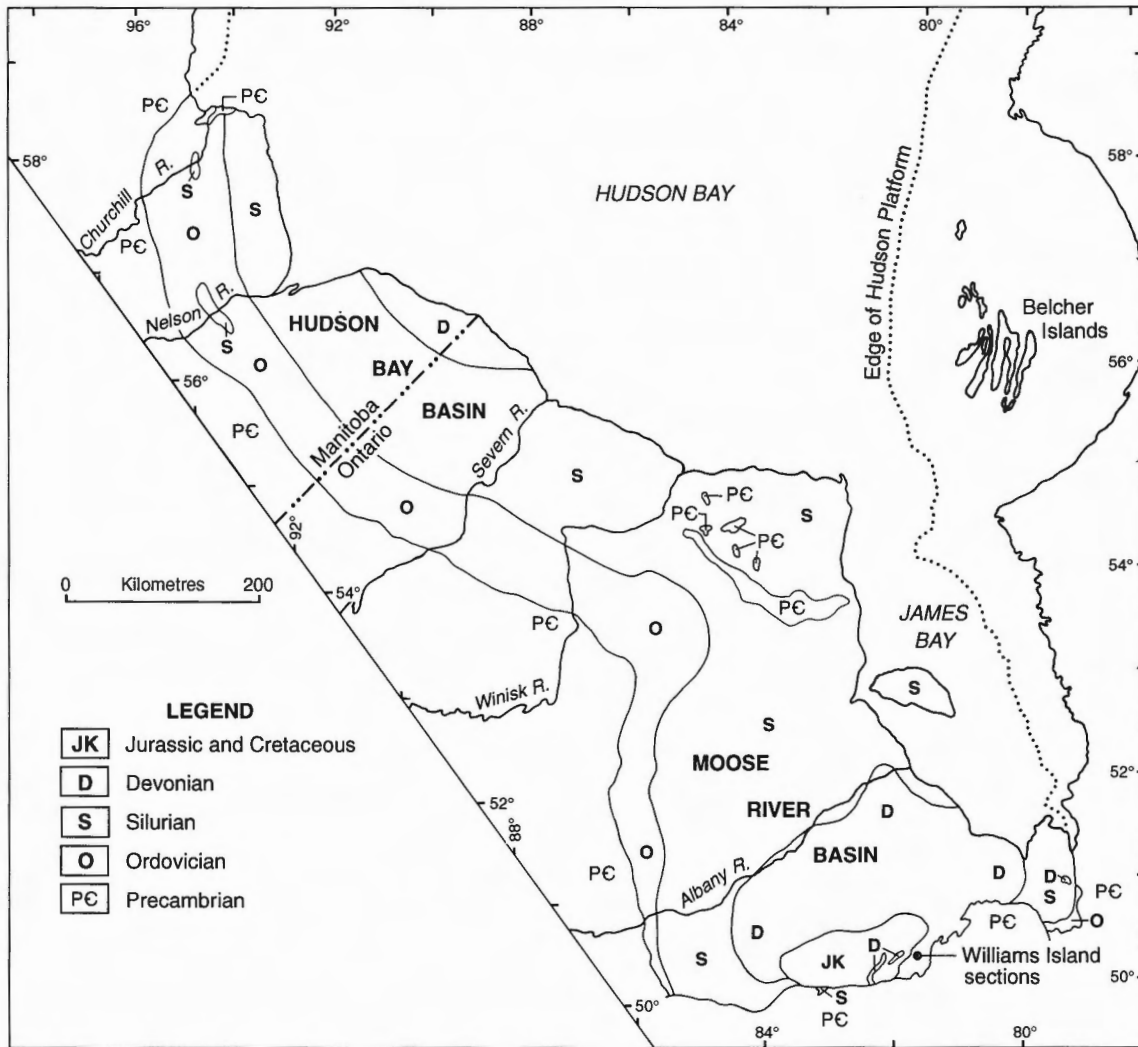 96° 92° 88° 84° 80°
PЄ
PЄ
58°
58°
Churchill R.
S
S
HUDSON BAY
O
PЄ
Edge of Hudson Platform
Nelson R.
HUDSON
Belcher
Islands
S
D
O
BAY
56°
56°
PЄ
BASIN
Manitoba
Ontario
Severn R.
S
PЄ
S
O
PЄ
PЄ
92°
0 Kilometres 200
54°
54°
PЄ
PЄ
O
JAMES
BAY
Winisk R.
S
LEGEND
JK Jurassic and Cretaceous
D Devonian
S Silurian
O Ordovician
PЄ Precambrian
S
MOOSE
52°
52°
RIVER
D
88°
BASIN
O
PЄ
Albany R.
D
D
S
PЄ
PЄ
O
D
D
S
JK
Williams Island
sections
50°
50°
S
PЄ
84°
80°